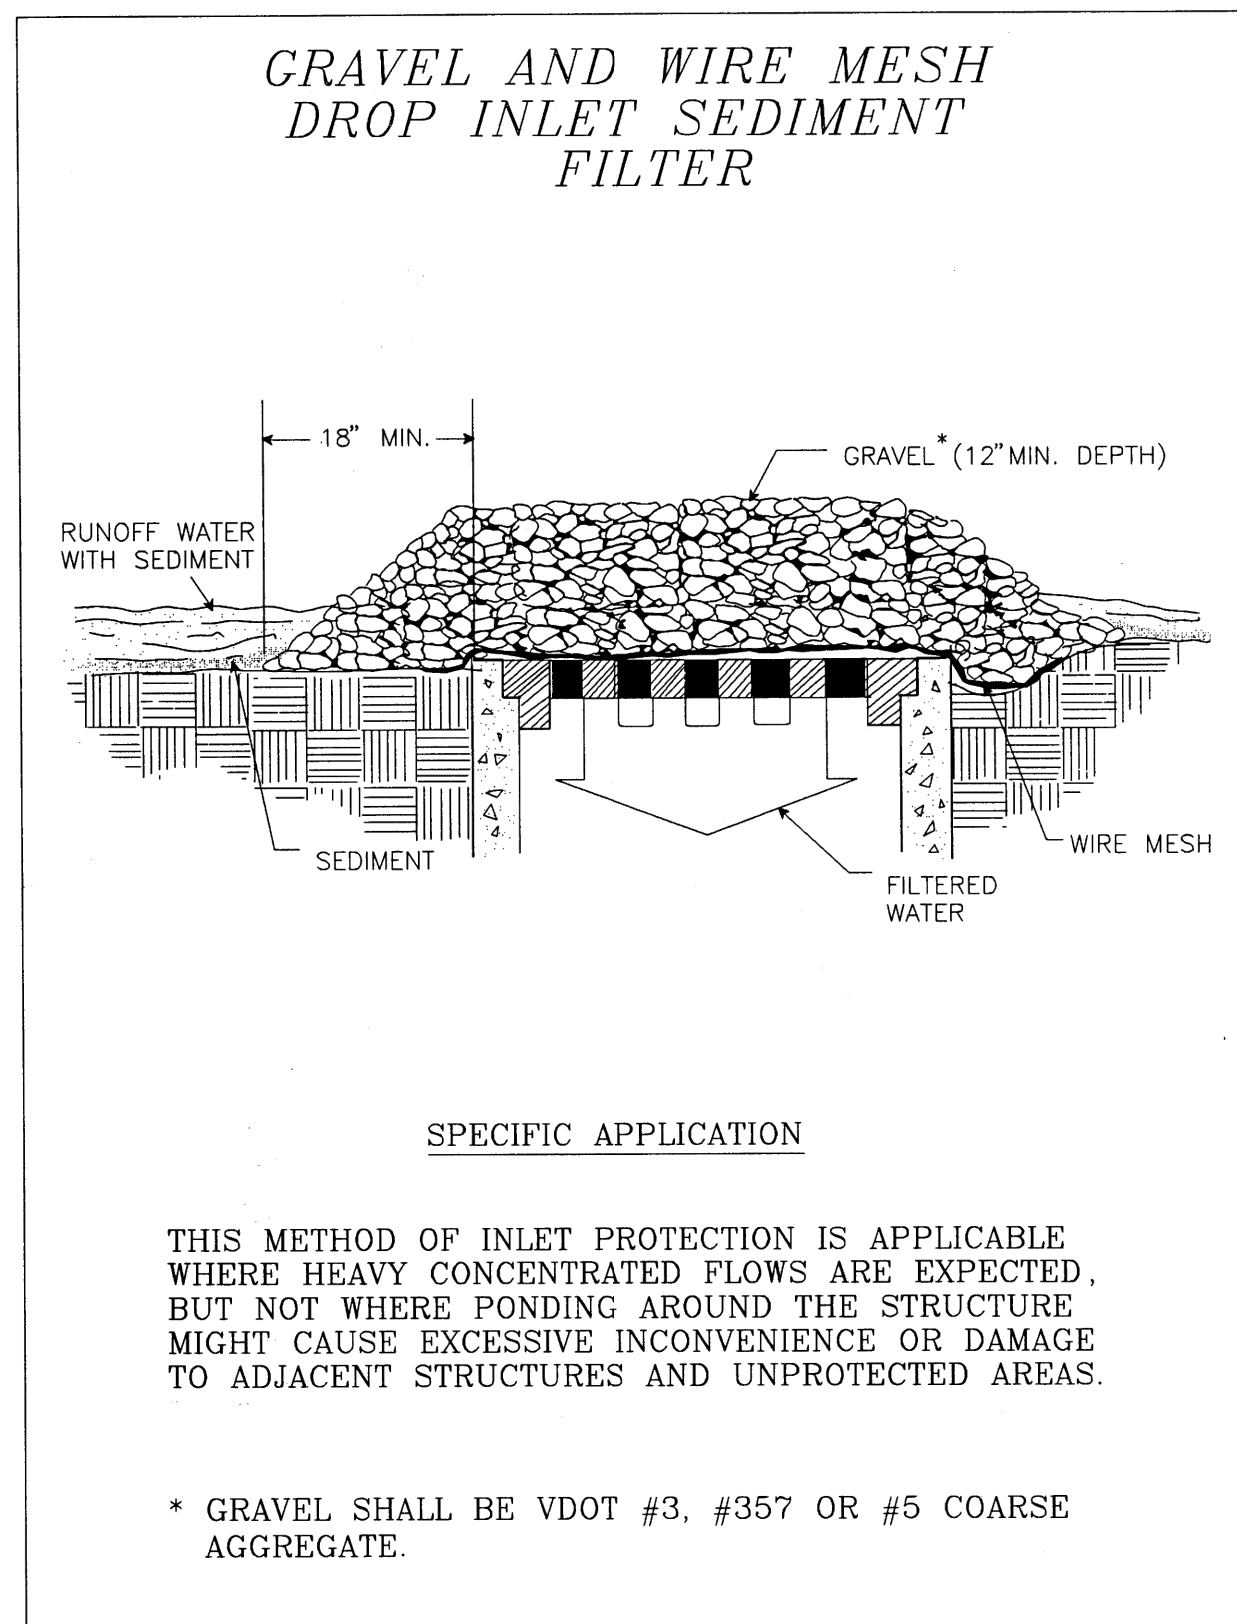 GRAVEL AND WIRE MESH
DROP INLET SEDIMENT
FILTER
18” MIN.
GRAVEL* (12” MIN. DEPTH)
RUNOFF WATER
WITH SEDIMENT
SEDIMENT
WIRE MESH
FILTERED
WATER
SPECIFIC APPLICATION
THIS METHOD OF INLET PROTECTION IS APPLICABLE
WHERE HEAVY CONCENTRATED FLOWS ARE EXPECTED,
BUT NOT WHERE PONDING AROUND THE STRUCTURE
MIGHT CAUSE EXCESSIVE INCONVENIENCE OR DAMAGE
TO ADJACENT STRUCTURES AND UNPROTECTED AREAS.
* GRAVEL SHALL BE VDOT #3, #357 OR #5 COARSE
AGGREGATE.